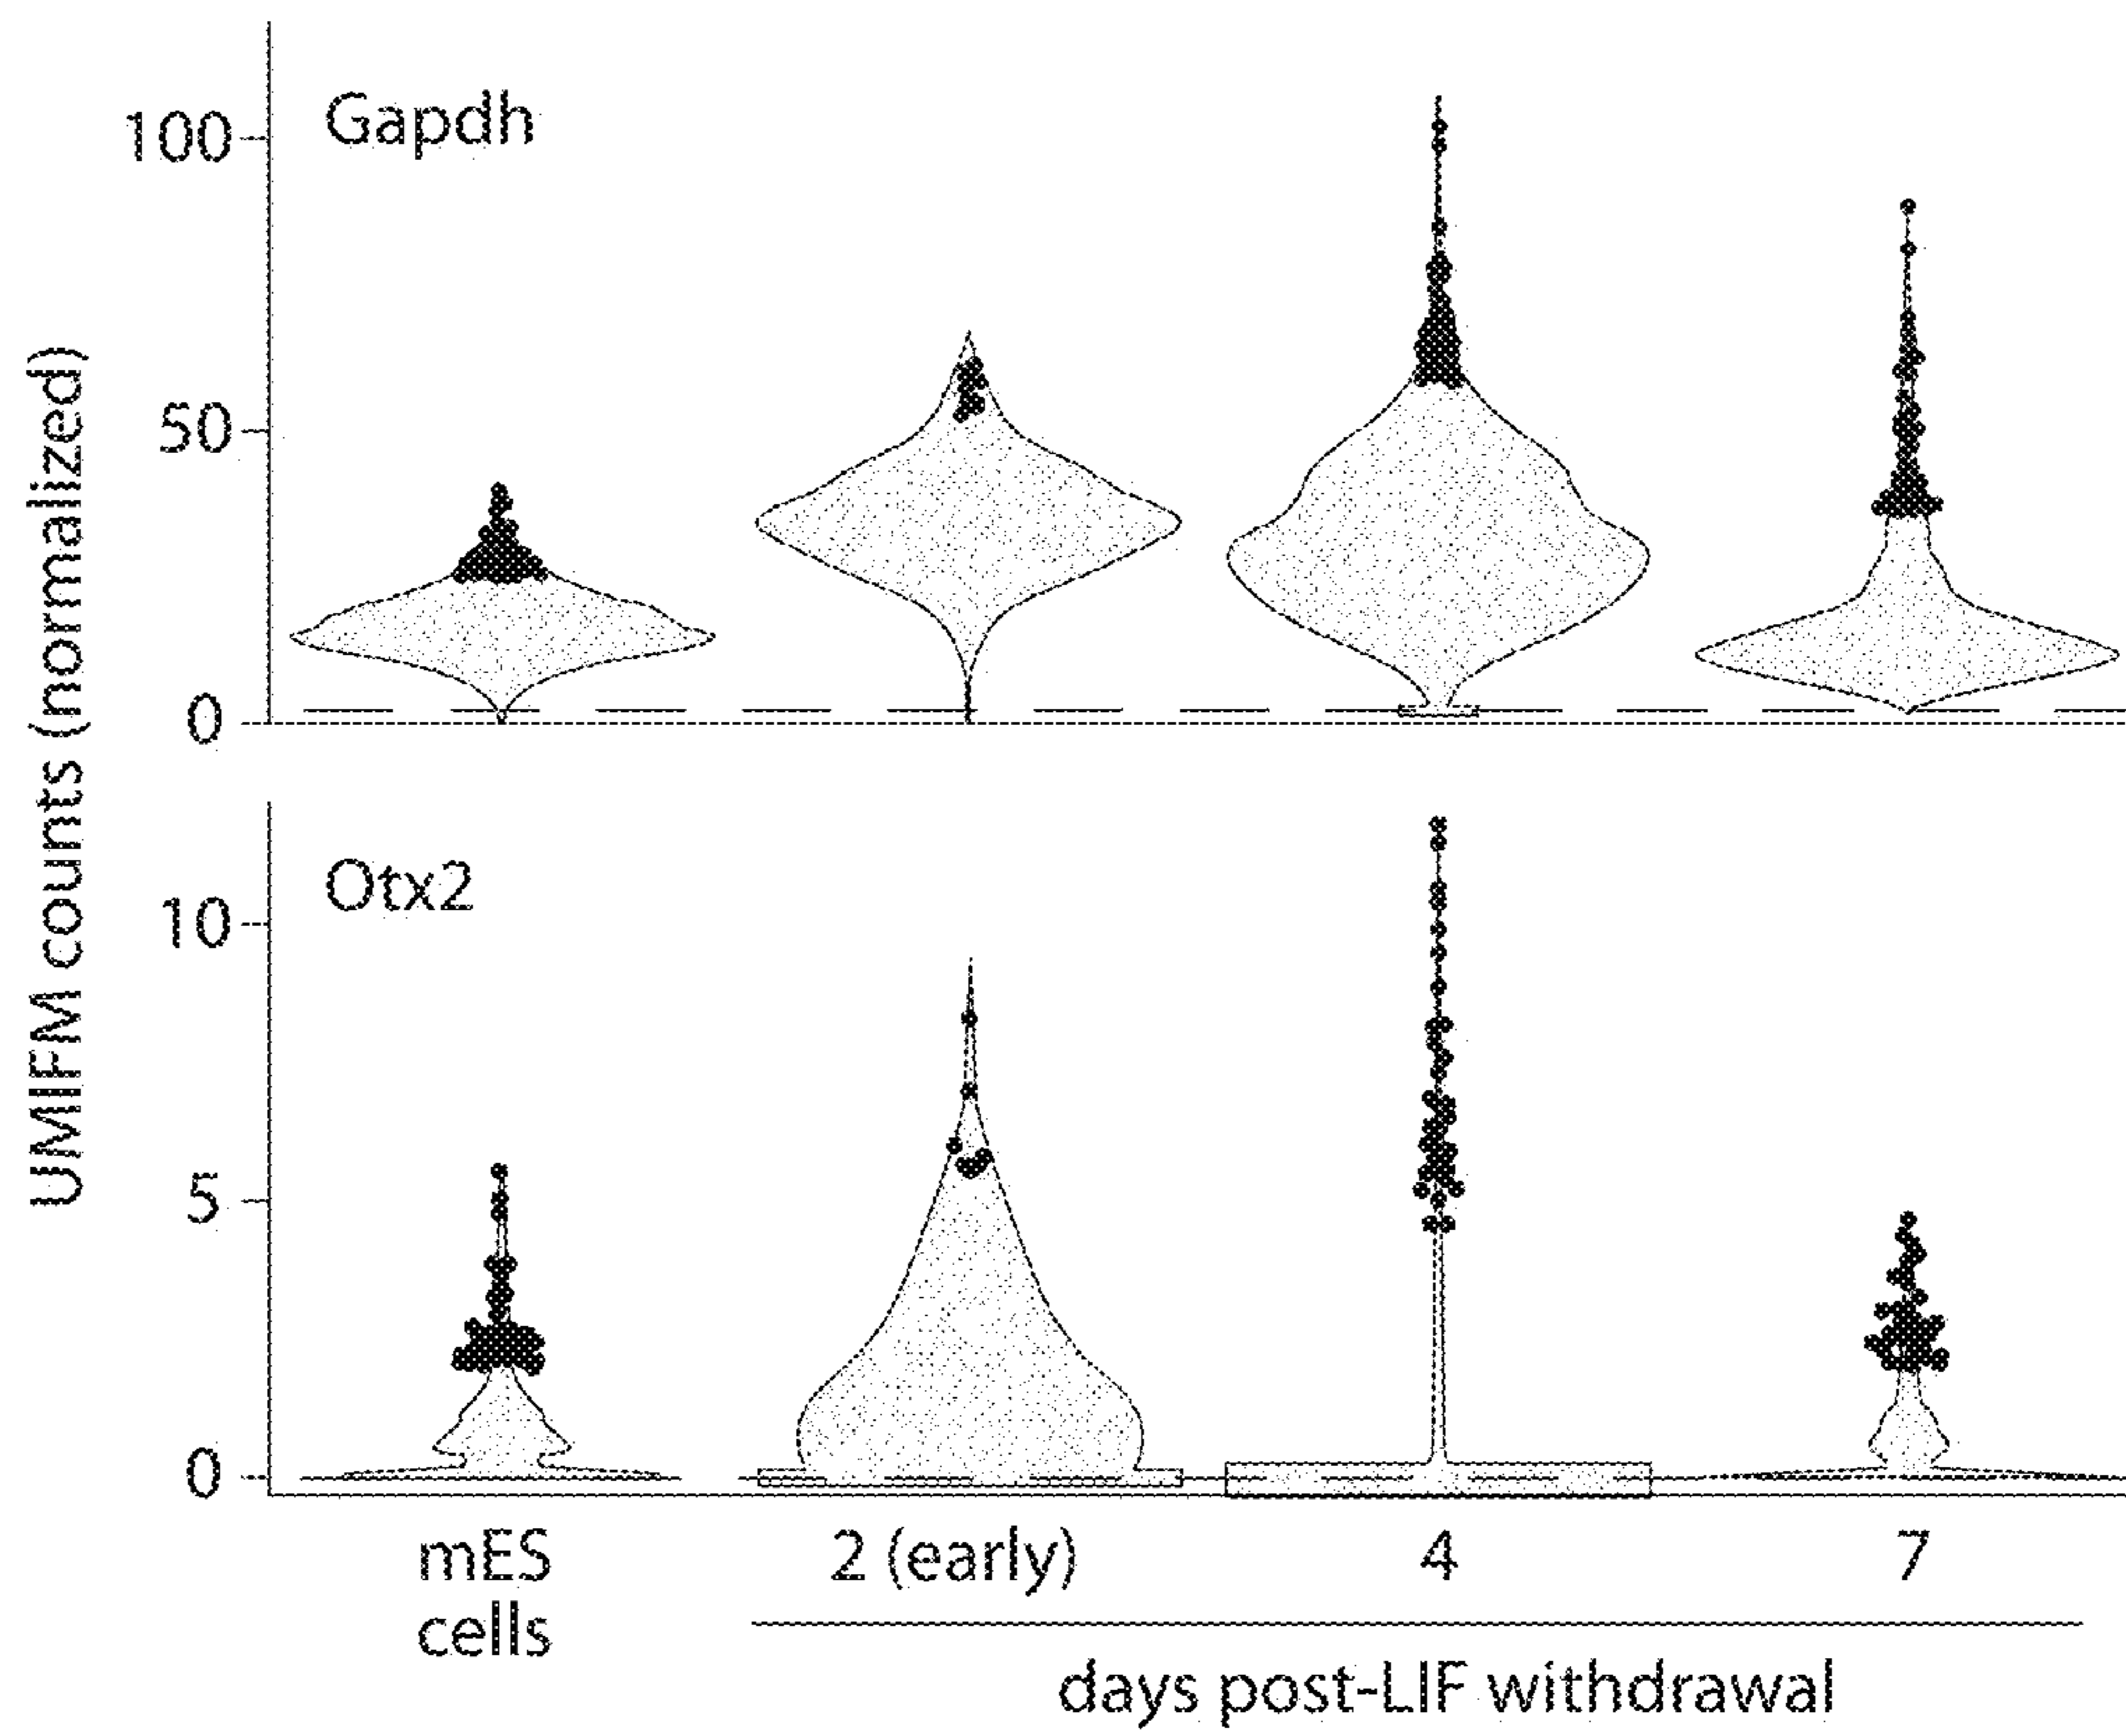 UMIFM counts (normalized)
Gapdh
100
50
0
Otx2
10
5
0
mES
cells
2 (early)
4
7
days post-LIF withdrawal